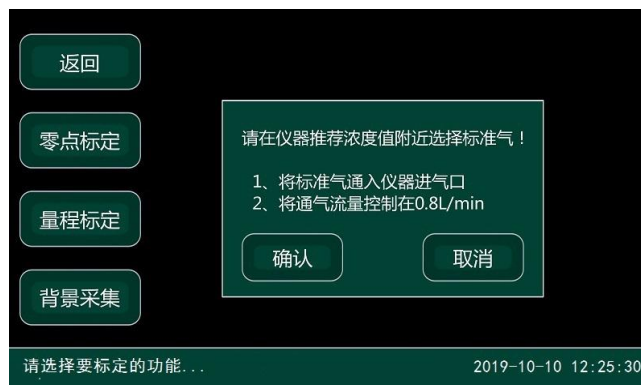 返回
零点标定
量程标定
背景采集
请在仪器推荐浓度值附近选择标准气！
1、将标准气通入仪器进气口
2、将通气流量控制在0.8L/min
确认
取消
请选择要标定的功能...
2019-10-10 12:25:30